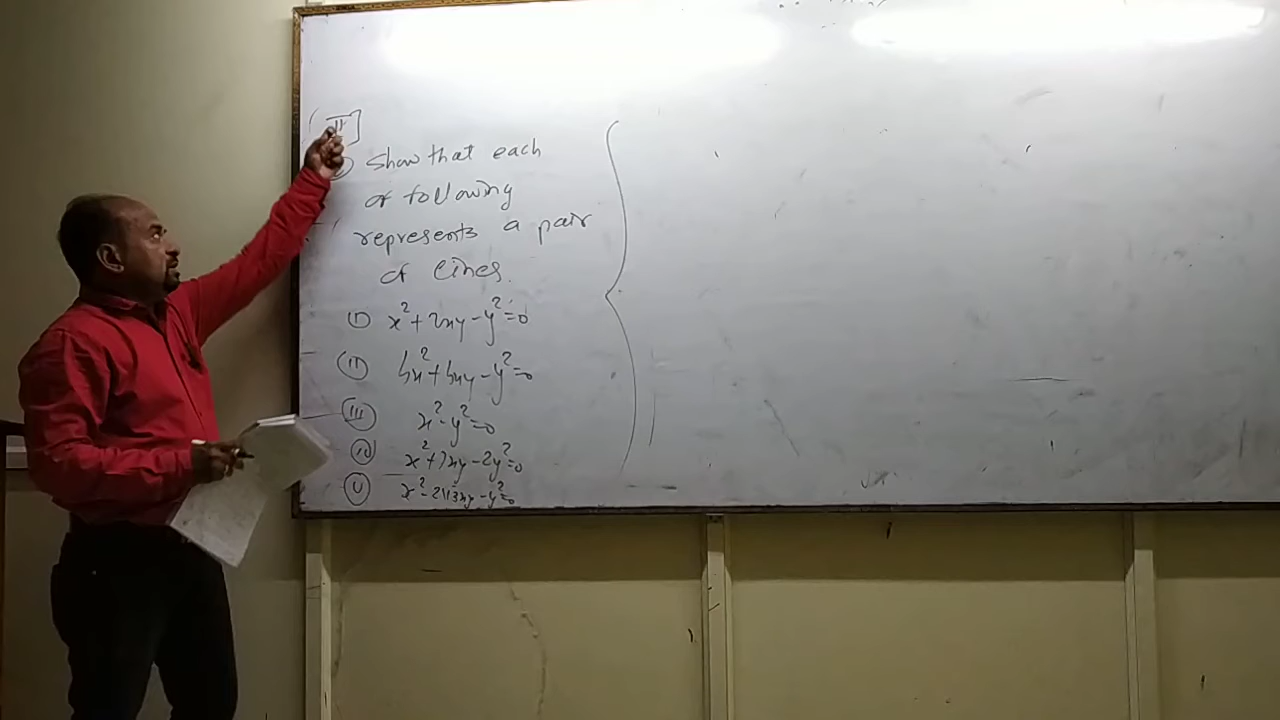 II
show that each
of following
represents a pair
of lines.
(I) x² + 2xy - y² = 0
(II) 4x² + 4xy - y² = 0
(III) x² - y² = 0
(IV) x² + 7xy - 2y² = 0
(V) x² - 2√3xy - y² = 0